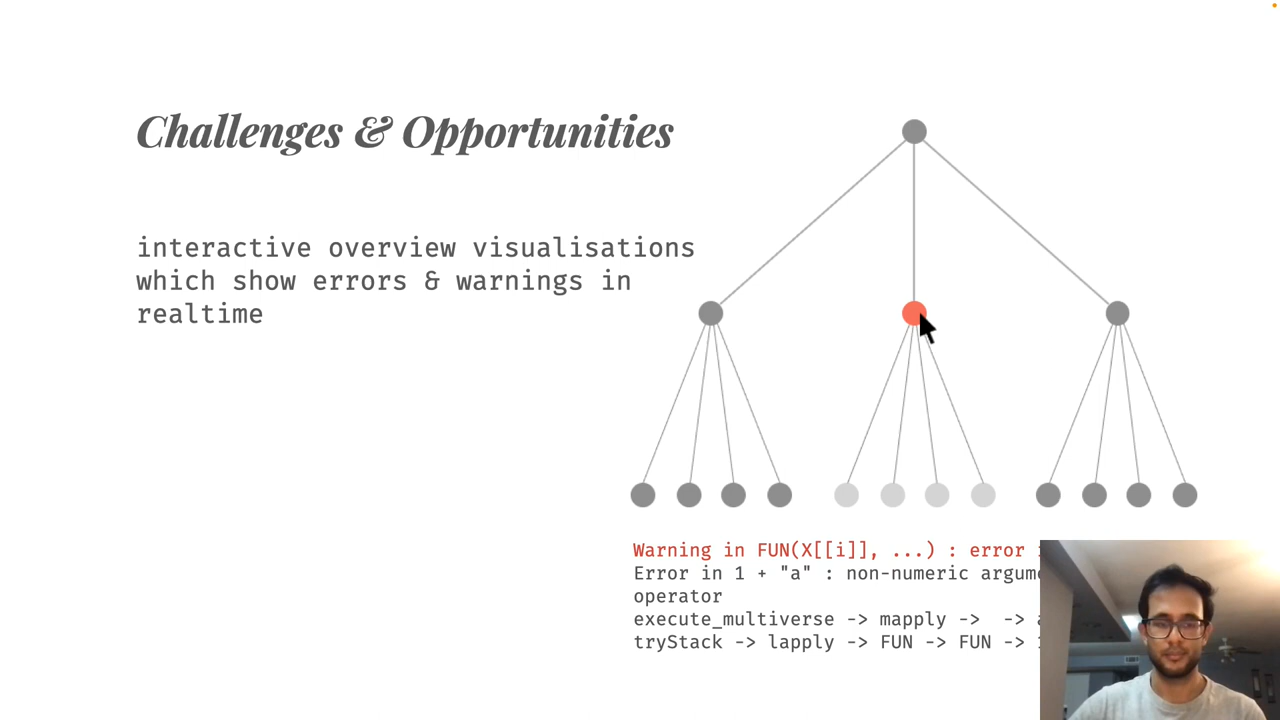 Challenges & Opportunities
interactive overview visualisations
which show errors & warnings in
realtime
Warning in FUN(X[[i]], ...) : error
Error in 1 + "a" : non-numeric
operator
execute_multiverse -> mapply ->  ->
tryStack -> lapply -> FUN -> FUN ->